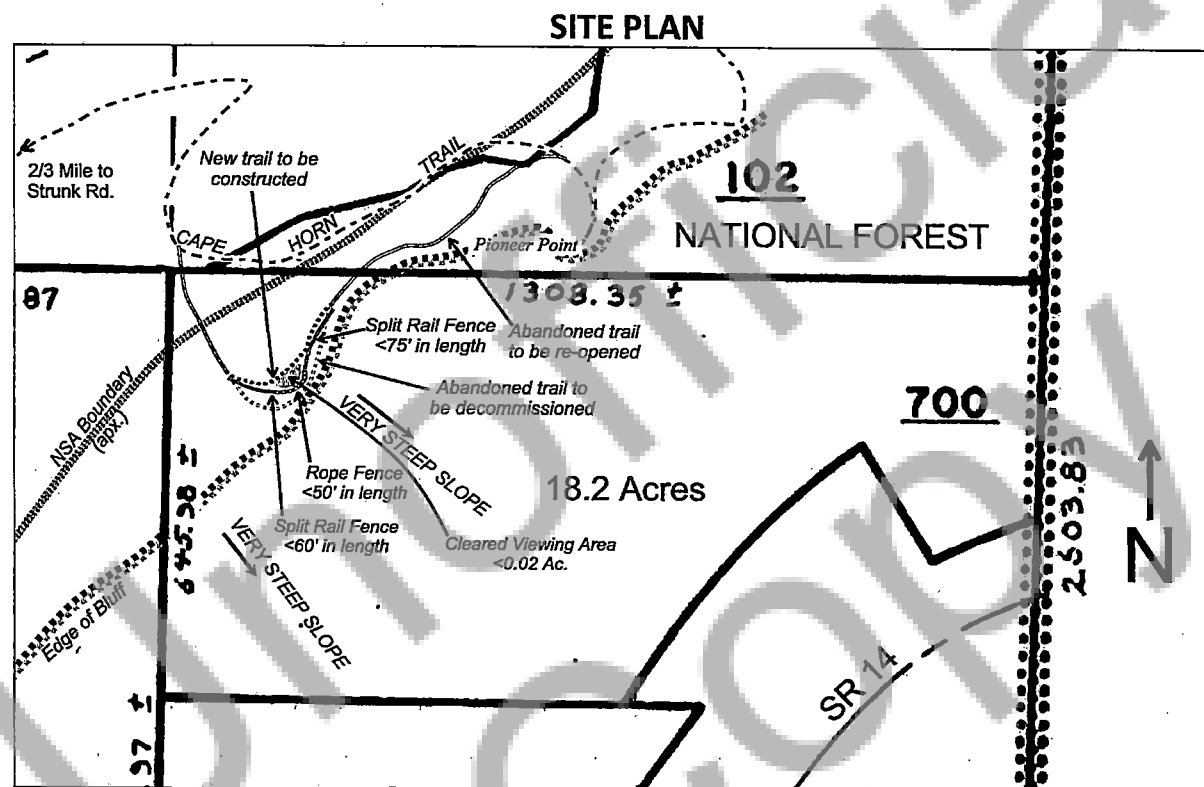 SITE PLAN
2/3 Mile to
Strunk Rd.
New trail to be
constructed
TRAIL
CAPE
HORN
Pioneer Point
102
NATIONAL FOREST
87
1308.35 ±
Split Rail Fence
<75' in length
Abandoned trail
to be re-opened
Abandoned trail to
be decommissioned
700
NSA Boundary
(apx.)
VERY STEEP SLOPE
645.98 ±
Rope Fence
<50' in length
18.2 Acres
Split Rail Fence
<60' in length
Cleared Viewing Area
<0.02 Ac.
2503.83
N
VERY STEEP SLOPE
Edge of Bluff
SR 14
97 ±
Unofficial
Copy